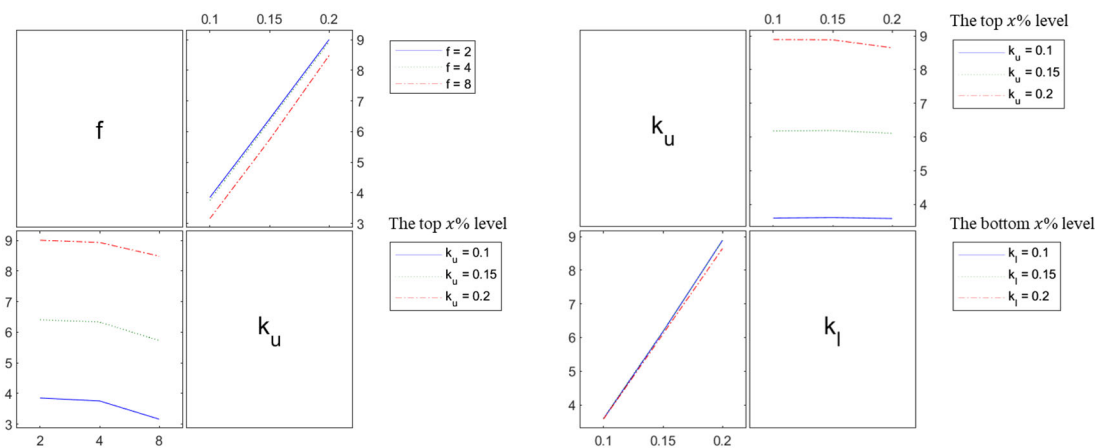 0.1 0.15 0.2
f
9
8
7
6
5
4
3
f = 2
f = 4
f = 8
9
8
7
6
5
4
3
2 4 8
k_u
The top x% level
k_u = 0.1
k_u = 0.15
k_u = 0.2
0.1 0.15 0.2
k_u
9
8
7
6
5
4
The top x% level
k_u = 0.1
k_u = 0.15
k_u = 0.2
9
8
7
6
5
4
0.1 0.15 0.2
k_l
The bottom x% level
k_l = 0.1
k_l = 0.15
k_l = 0.2